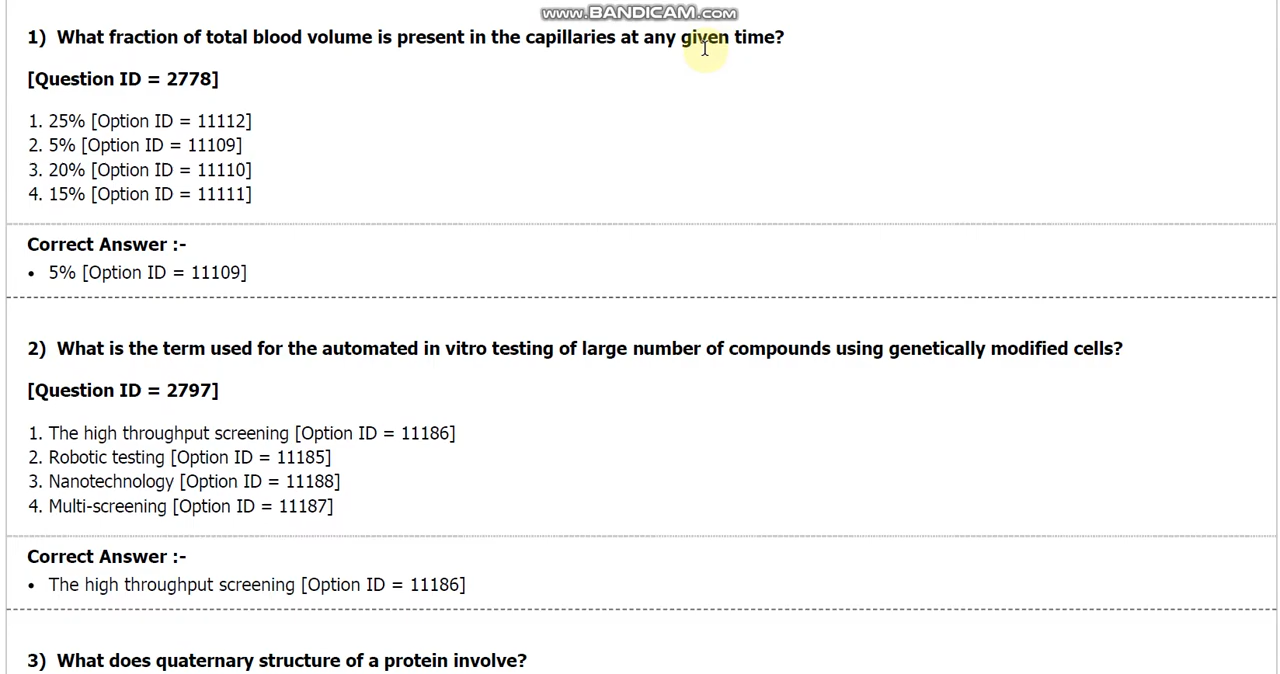 www.BANDICAM.com
1) What fraction of total blood volume is present in the capillaries at any given time?
[Question ID = 2778]
1. 25% [Option ID = 11112]
2. 5% [Option ID = 11109]
3. 20% [Option ID = 11110]
4. 15% [Option ID = 11111]
Correct Answer :-
• 5% [Option ID = 11109]
2) What is the term used for the automated in vitro testing of large number of compounds using genetically modified cells?
[Question ID = 2797]
1. The high throughput screening [Option ID = 11186]
2. Robotic testing [Option ID = 11185]
3. Nanotechnology [Option ID = 11188]
4. Multi-screening [Option ID = 11187]
Correct Answer :-
• The high throughput screening [Option ID = 11186]
3) What does quaternary structure of a protein involve?